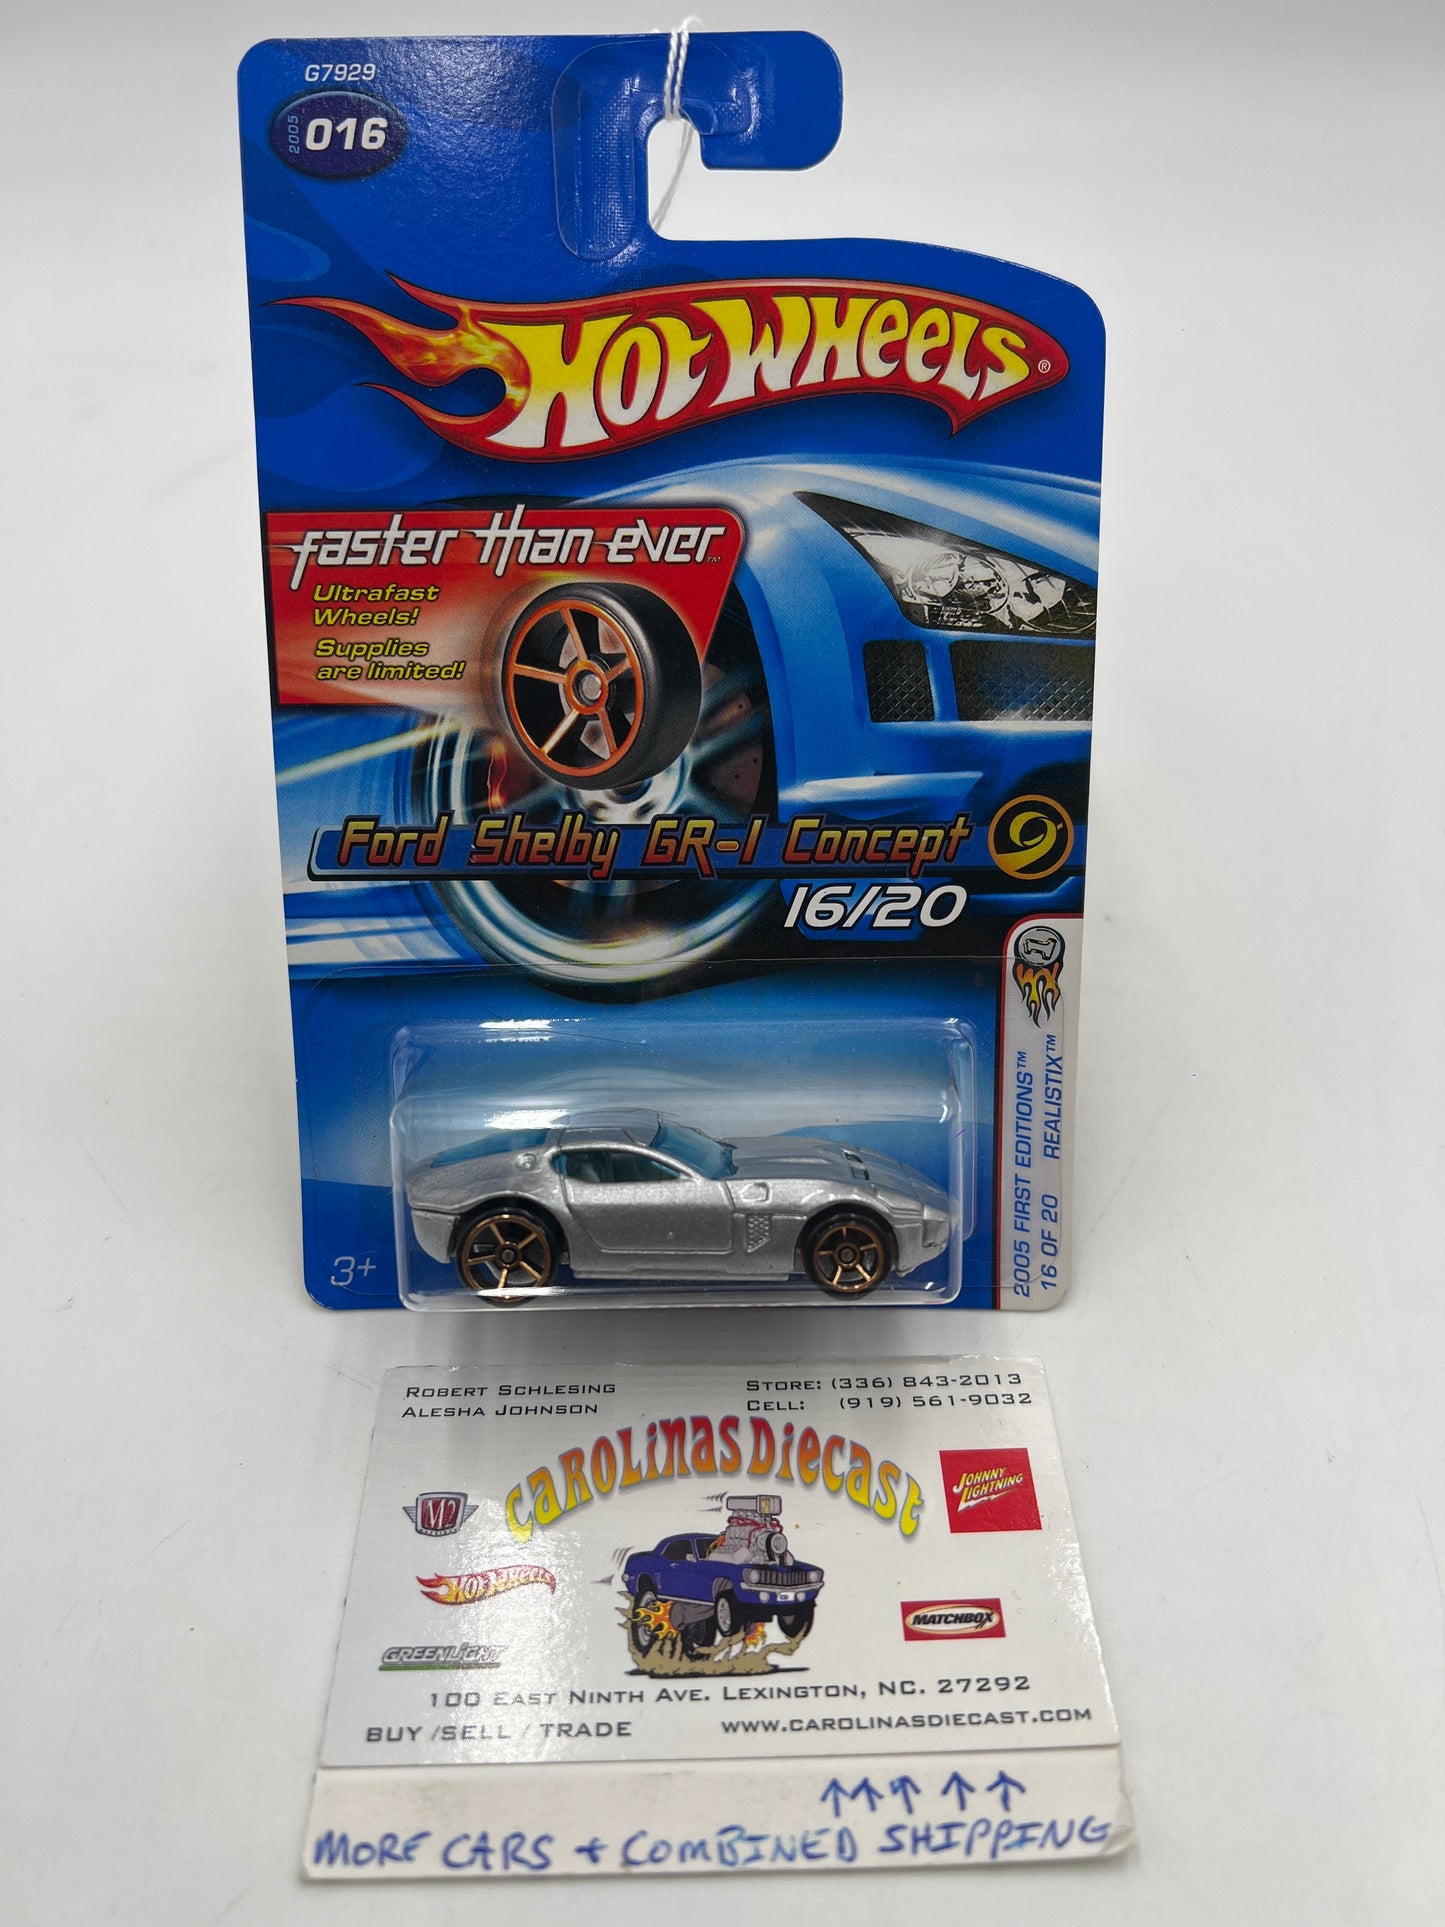 G7929
2005
016
HOT WHEELS®
faster than ever™
Ultrafast
Wheels!
Supplies
are limited!
Ford Shelby GR-1 Concept
16/20
2005 FIRST EDITIONS™
16 OF 20 REALISTIX™
3+
ROBERT SCHLESING
ALESHA JOHNSON
STORE: (336) 843-2013
CELL: (919) 561-9032
CAROLINAS DIECAST
M2
JOHNNY
LIGHTNING
HOT WHEELS
MATCHBOX
GREENLIGHT
100 EAST NINTH AVE. LEXINGTON, NC. 27292
BUY /SELL / TRADE
WWW.CAROLINASDIECAST.COM
MORE CARS + COMBINED SHIPPING